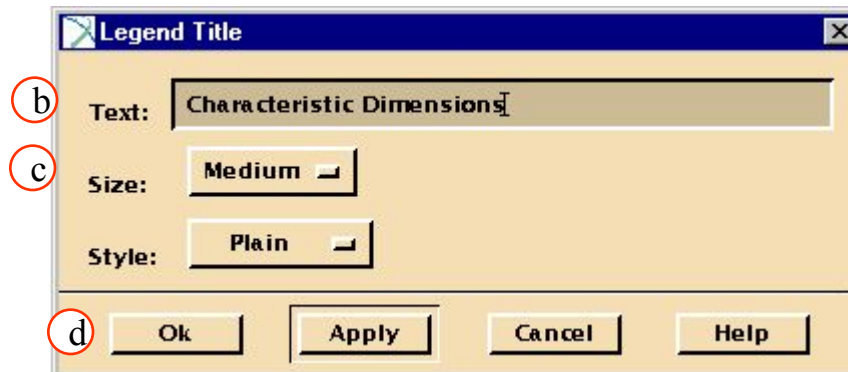 Legend Title
b Text: Characteristic Dimensions
c Size: Medium
Style: Plain
d Ok Apply Cancel Help